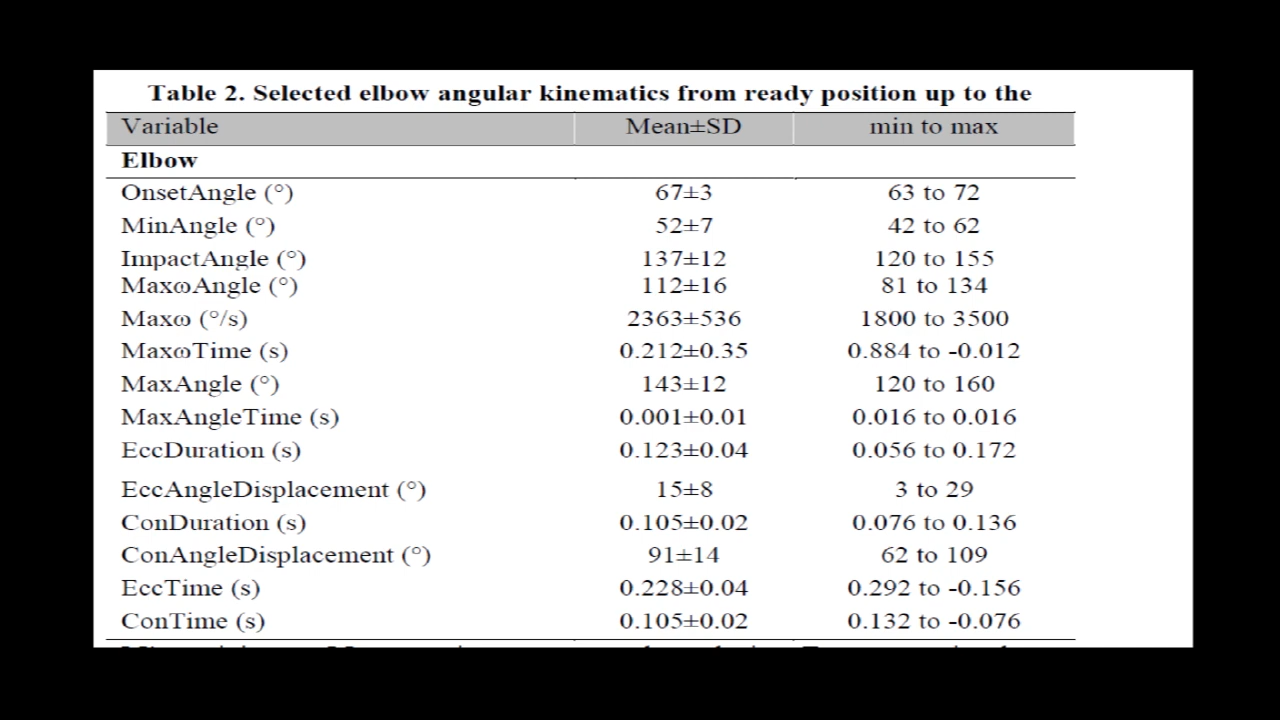 Table 2. Selected elbow angular kinematics from ready position up to the
Variable Mean±SD min to max
Elbow
OnsetAngle (°) 67±3 63 to 72
MinAngle (°) 52±7 42 to 62
ImpactAngle (°) 137±12 120 to 155
MaxωAngle (°) 112±16 81 to 134
Maxω (°/s) 2363±536 1800 to 3500
MaxωTime (s) 0.212±0.35 0.884 to -0.012
MaxAngle (°) 143±12 120 to 160
MaxAngleTime (s) 0.001±0.01 0.016 to 0.016
EccDuration (s) 0.123±0.04 0.056 to 0.172
EccAngleDisplacement (°) 15±8 3 to 29
ConDuration (s) 0.105±0.02 0.076 to 0.136
ConAngleDisplacement (°) 91±14 62 to 109
EccTime (s) 0.228±0.04 0.292 to -0.156
ConTime (s) 0.105±0.02 0.132 to -0.076